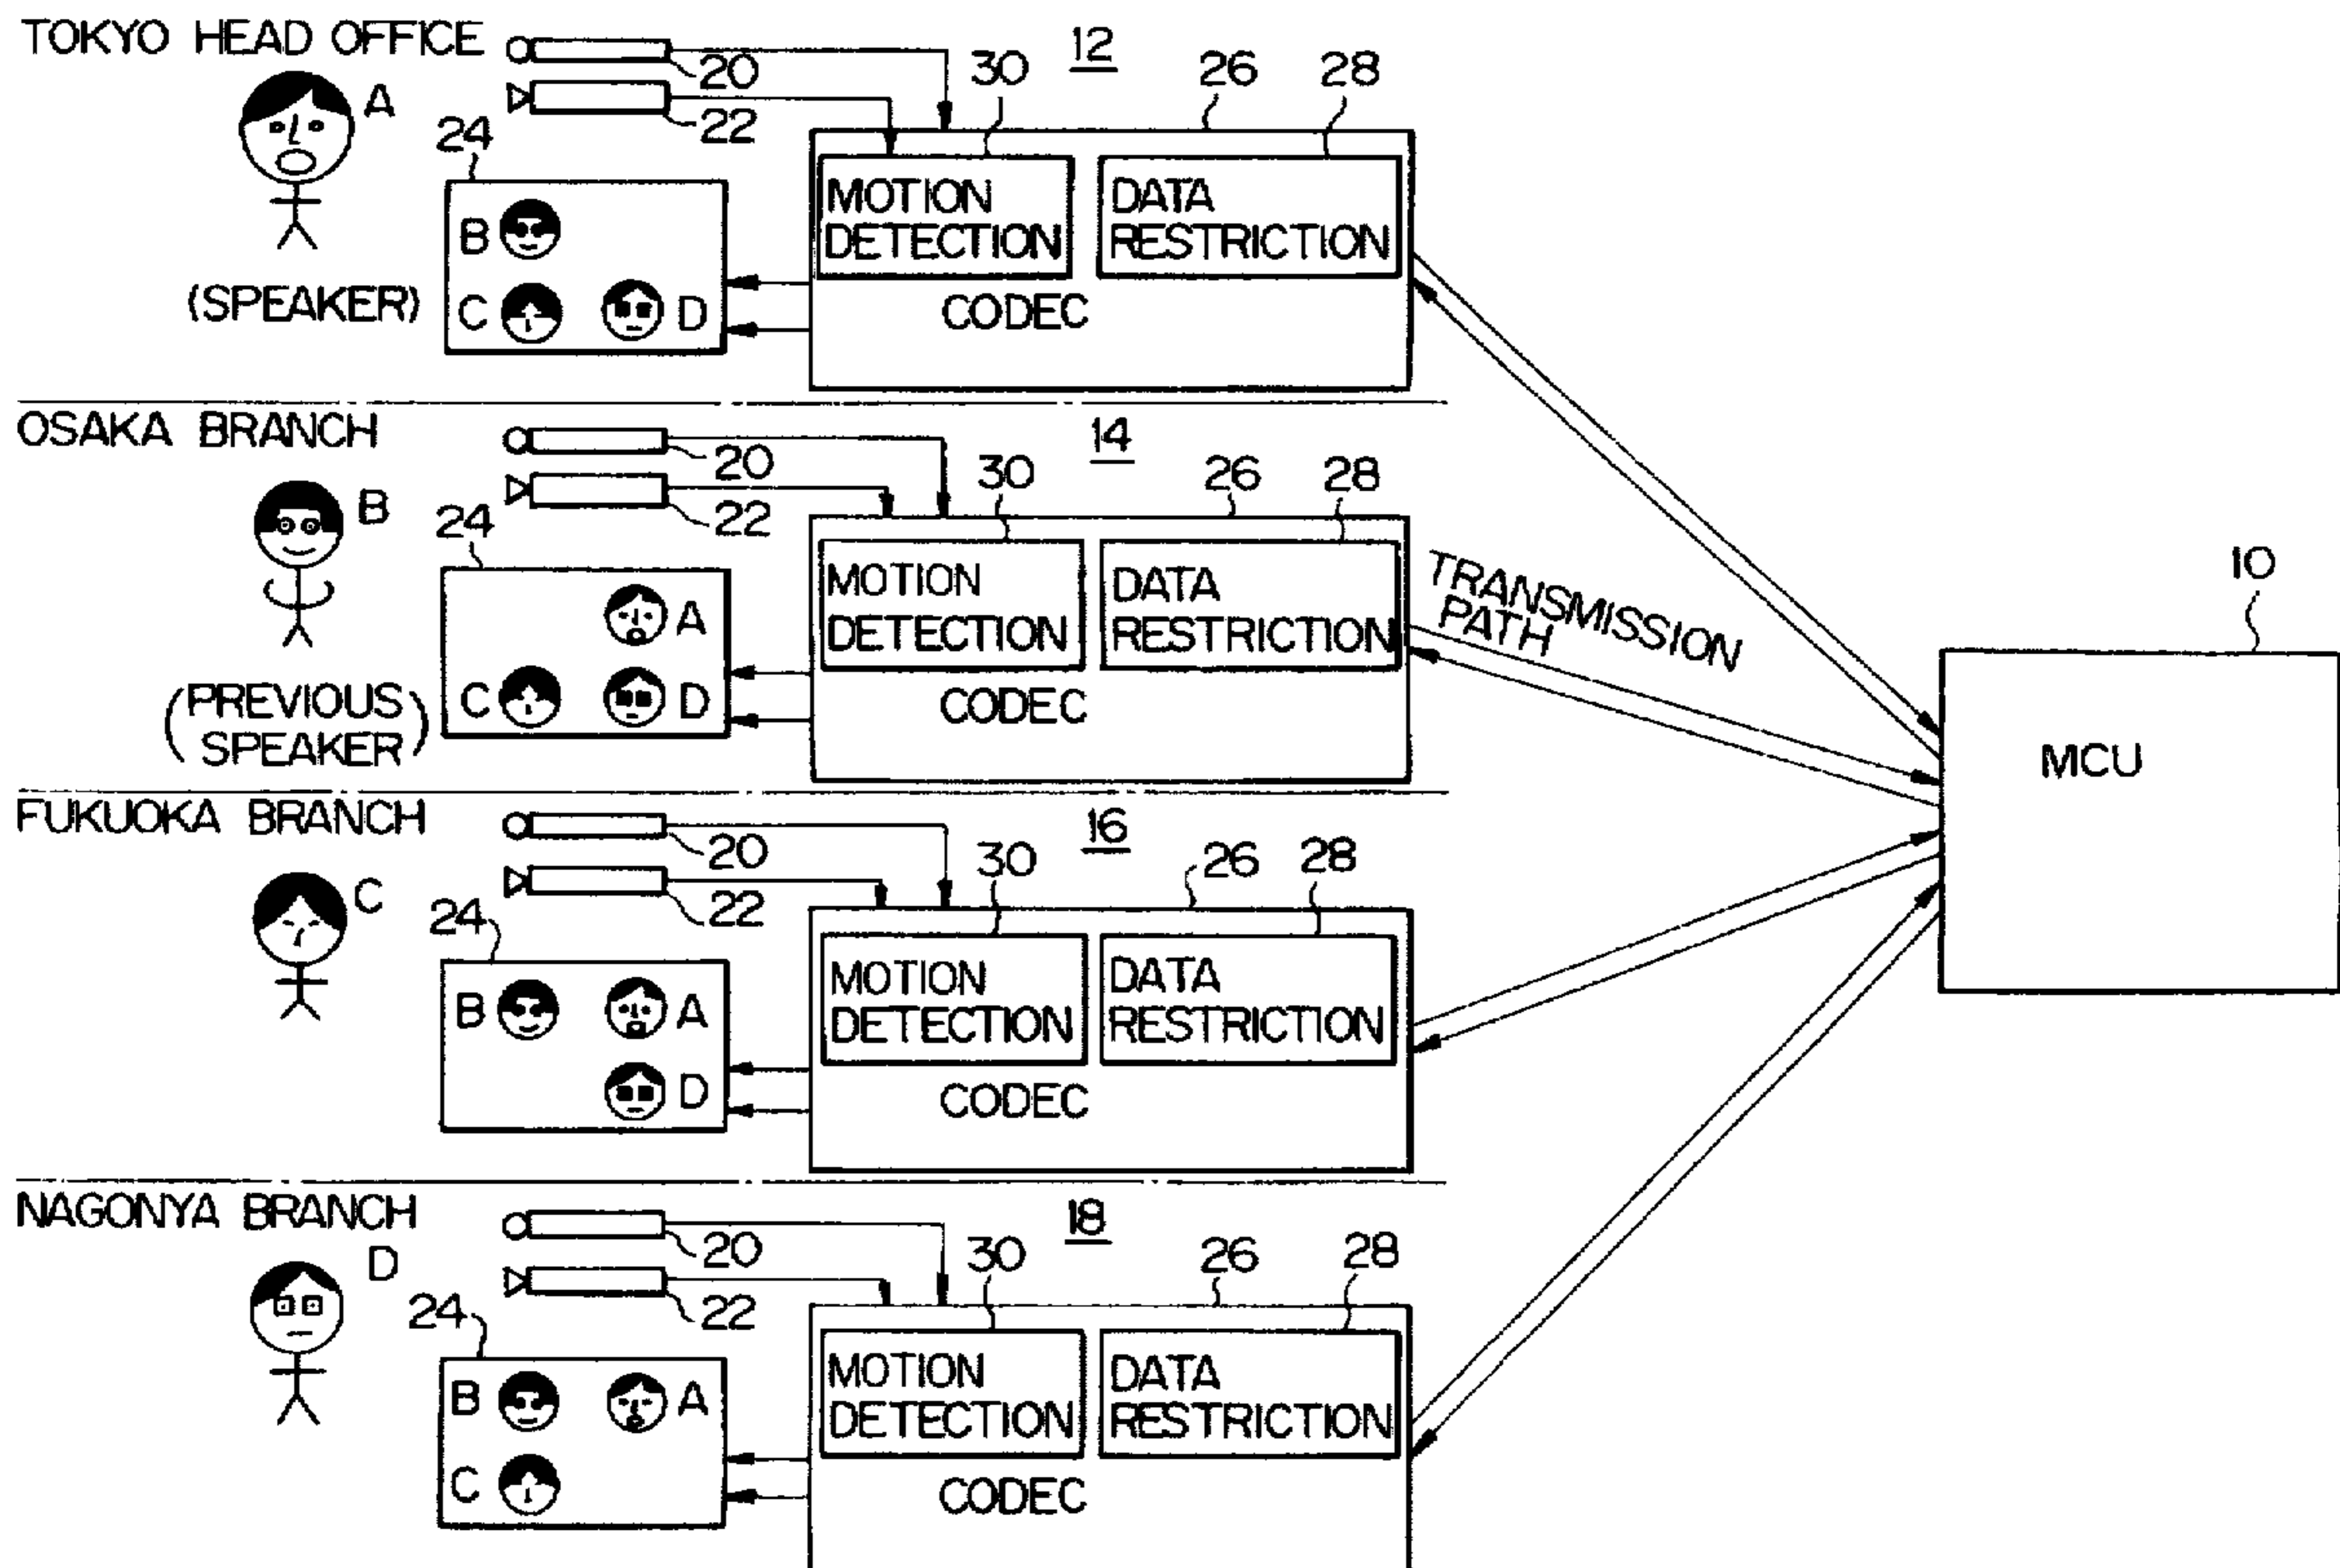 TOKYO HEAD OFFICE
A
20
22
12
30
26
28
24
MOTION
DETECTION
DATA
RESTRICTION
B
C
D
(SPEAKER)
CODEC
OSAKA BRANCH
B
20
22
14
30
26
28
24
MOTION
DETECTION
DATA
RESTRICTION
A
C
D
(PREVIOUS
SPEAKER)
CODEC
TRANSMISSION
PATH
10
MCU
FUKUOKA BRANCH
C
20
22
16
30
26
28
24
MOTION
DETECTION
DATA
RESTRICTION
B
A
D
CODEC
NAGONYA BRANCH
D
20
22
18
30
26
28
24
MOTION
DETECTION
DATA
RESTRICTION
B
A
C
CODEC